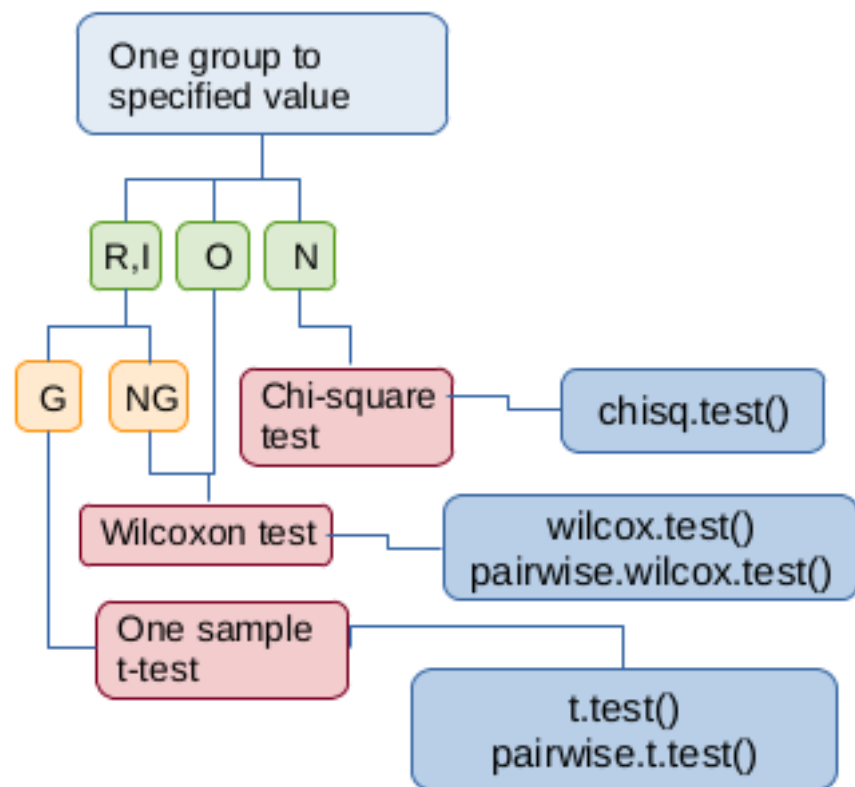 One group to
specified value
R,I
O
N
G
NG
Chi-square
test
chisq.test()
Wilcoxon test
wilcox.test()
pairwise.wilcox.test()
One sample
t-test
t.test()
pairwise.t.test()